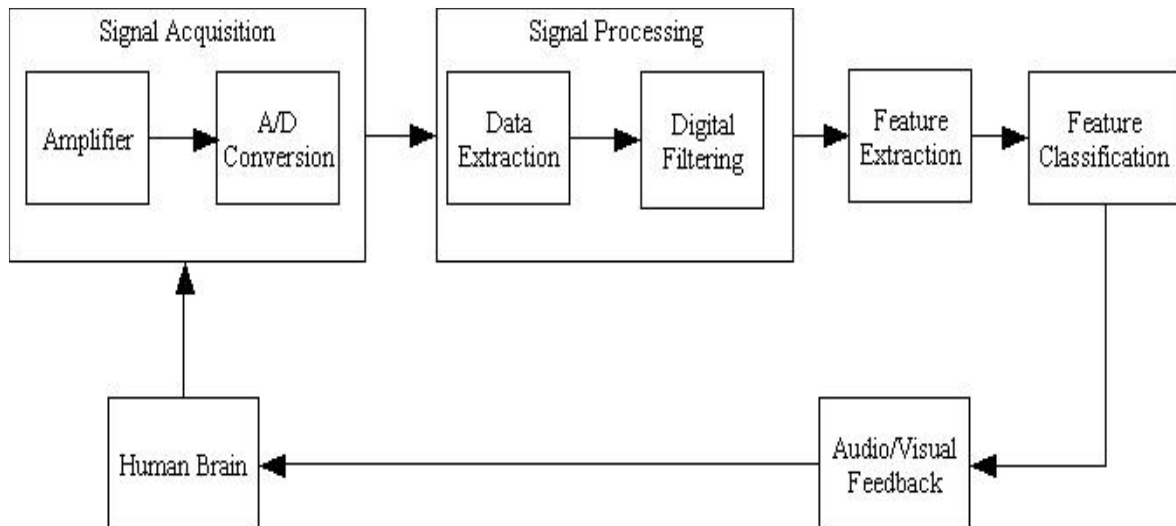 Signal Acquisition
Amplifier
A/D
Conversion
Signal Processing
Data
Extraction
Digital
Filtering
Feature
Extraction
Feature
Classification
Human Brain
Audio/Visual
Feedback